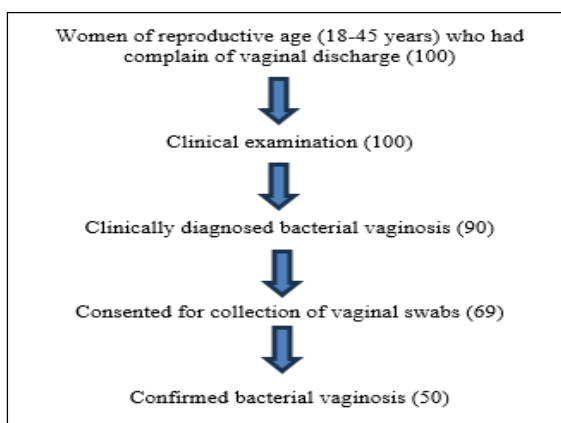 Women of reproductive age (18-45 years) who had
complain of vaginal discharge (100)
Clinical examination (100)
Clinically diagnosed bacterial vaginosis (90)
Consented for collection of vaginal swabs (69)
Confirmed bacterial vaginosis (50)